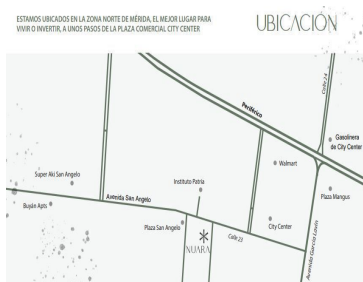 ESTAMOS UBICADOS EN LA ZONA NORTE DE MÉRIDA, EL MEJOR LUGAR PARA
VIVIR O INVERTIR, A UNOS PASOS DE LA PLAZA COMERCIAL CITY CENTER
UBICACIÓN
Calle 24
Periférico
Gasolinera
de City Center
Walmart
Super Aki San Angelo
Instituto Patria
Plaza Mangus
Avenida San Angelo
Buyán Apts
Plaza San Angelo
City Center
Calle 23
NUARA
Avenida García Lavín